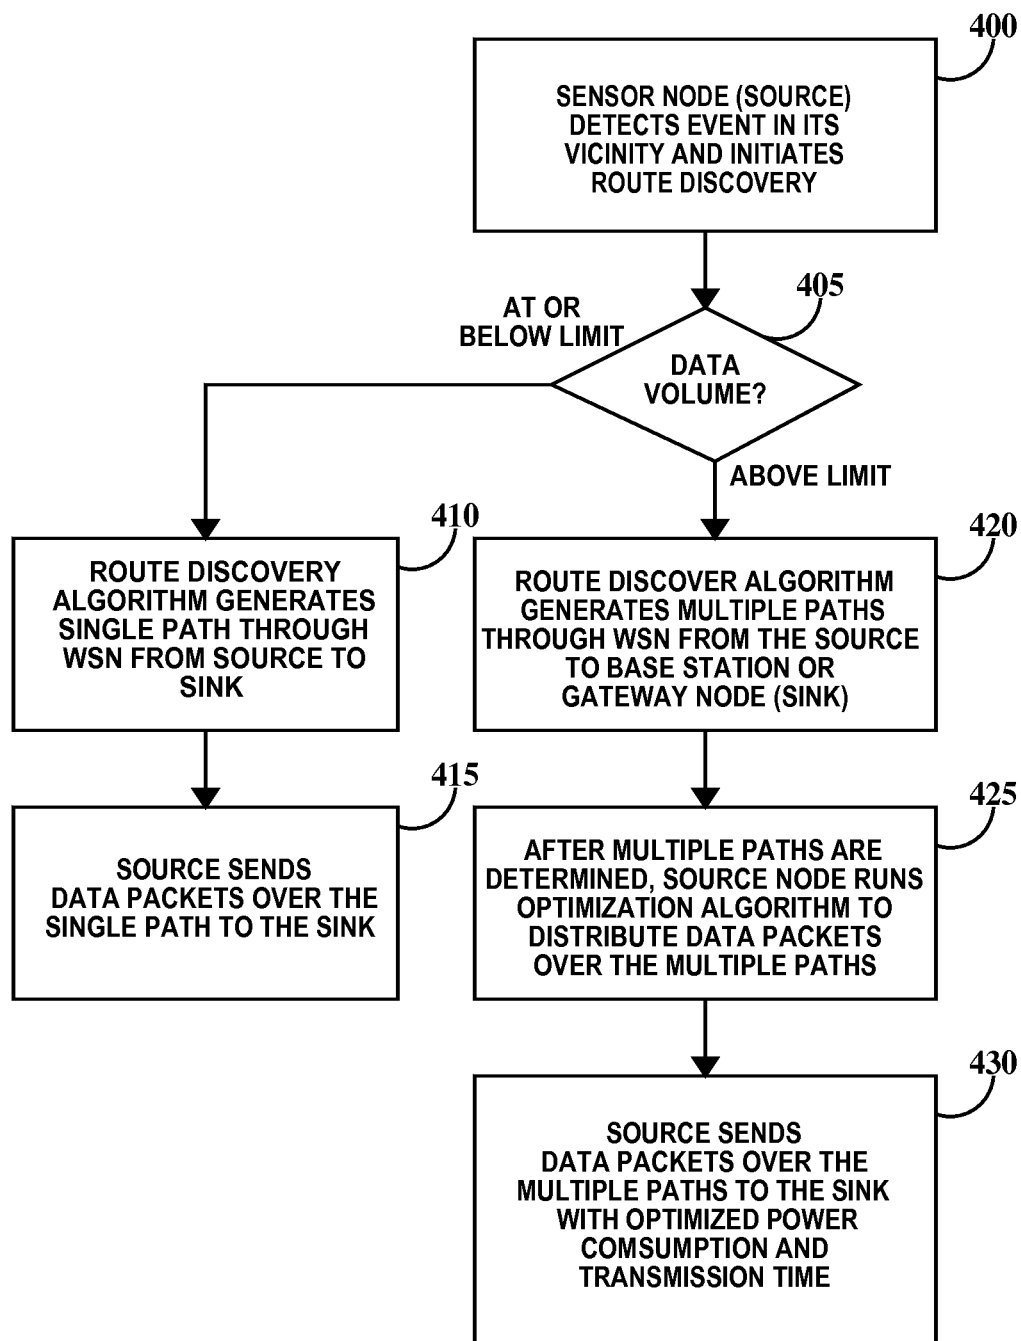 400
SENSOR NODE (SOURCE)
DETECTS EVENT IN ITS
VICINITY AND INITIATES
ROUTE DISCOVERY
405
AT OR
BELOW LIMIT
DATA
VOLUME?
ABOVE LIMIT
410
ROUTE DISCOVERY
ALGORITHM GENERATES
SINGLE PATH THROUGH
WSN FROM SOURCE TO
SINK
415
SOURCE SENDS
DATA PACKETS OVER THE
SINGLE PATH TO THE SINK
420
ROUTE DISCOVER ALGORITHM
GENERATES MULTIPLE PATHS
THROUGH WSN FROM THE SOURCE
TO BASE STATION OR
GATEWAY NODE (SINK)
425
AFTER MULTIPLE PATHS ARE
DETERMINED, SOURCE NODE RUNS
OPTIMIZATION ALGORITHM TO
DISTRIBUTE DATA PACKETS
OVER THE MULTIPLE PATHS
430
SOURCE SENDS
DATA PACKETS OVER THE
MULTIPLE PATHS TO THE SINK
WITH OPTIMIZED POWER
COMSUMPTION AND
TRANSMISSION TIME